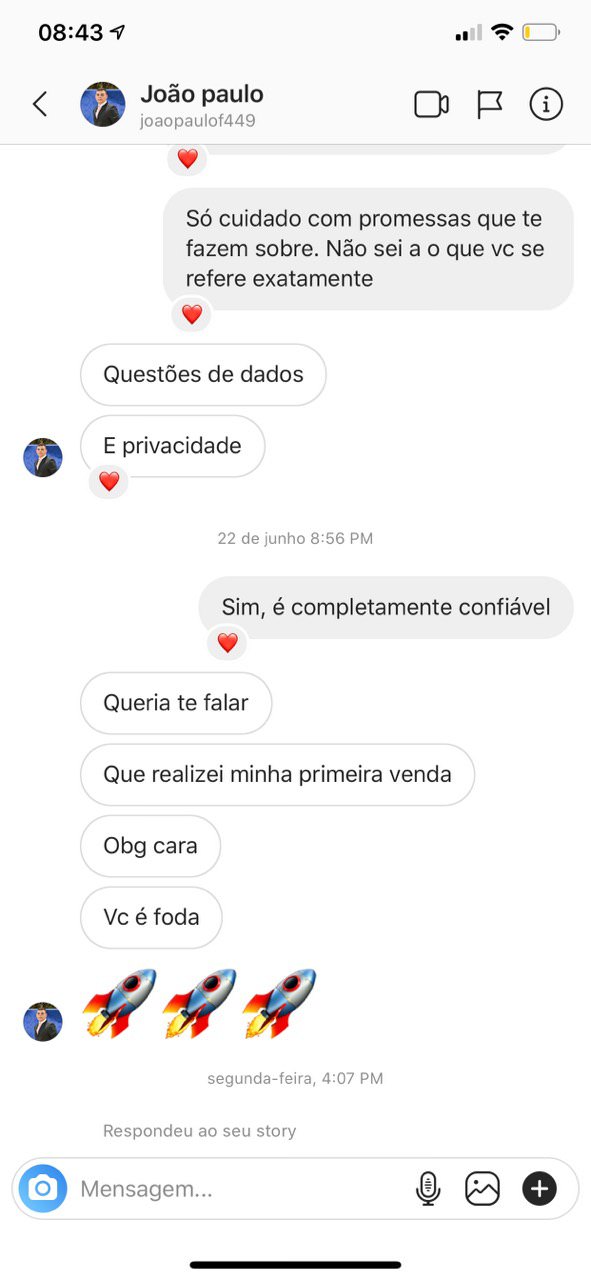 08:43
João paulo
joaopaulof449
Só cuidado com promessas que te
fazem sobre. Não sei a o que vc se
refere exatamente
Questões de dados
E privacidade
22 de junho 8:56 PM
Sim, é completamente confiável
Queria te falar
Que realizei minha primeira venda
Obg cara
Vc é foda
segunda-feira, 4:07 PM
Respondeu ao seu story
Mensagem...